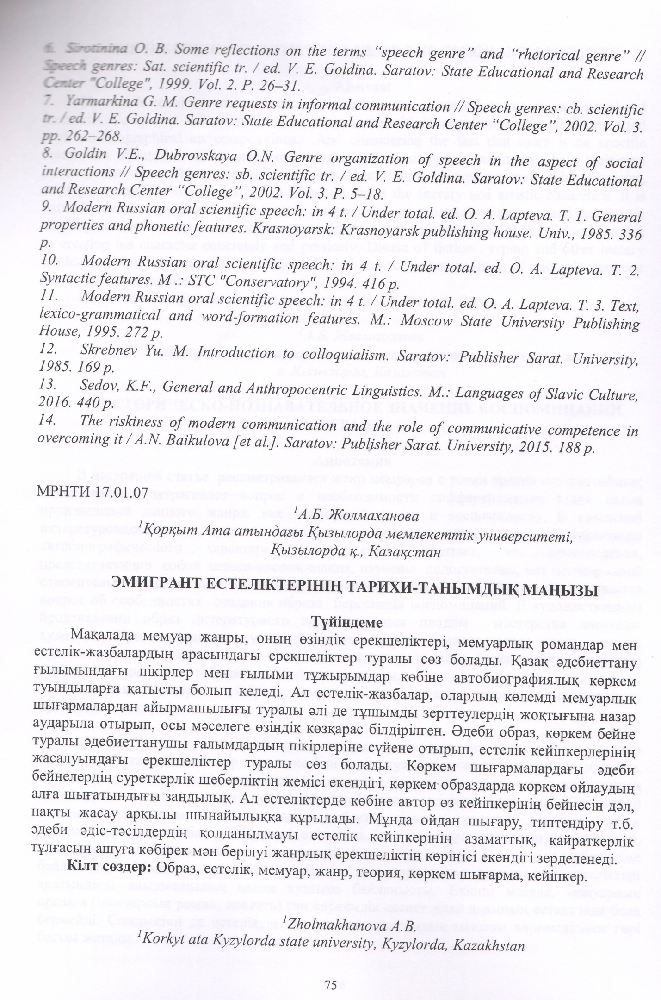 6. Sirotinina O. B. Some reflections on the terms “speech genre” and “rhetorical genre” //
Speech genres: Sat. scientific tr. / ed. V. E. Goldina. Saratov: State Educational and Research
Center "College", 1999. Vol. 2. P. 26–31.
7. Yarmarkina G. M. Genre requests in informal communication // Speech genres: cb. scientific
tr. / ed. V. E. Goldina. Saratov: State Educational and Research Center “College”, 2002. Vol. 3.
pp. 262–268.
8. Goldin V.E., Dubrovskaya O.N. Genre organization of speech in the aspect of social
interactions // Speech genres: sb. scientific tr. / ed. V. E. Goldina. Saratov: State Educational
and Research Center “College”, 2002. Vol. 3. P. 5–18.
9. Modern Russian oral scientific speech: in 4 t. / Under total. ed. O. A. Lapteva. T. 1. General
properties and phonetic features. Krasnoyarsk: Krasnoyarsk publishing house. Univ., 1985. 336
p.
10. Modern Russian oral scientific speech: in 4 t. / Under total. ed. O. A. Lapteva. T. 2.
Syntactic features. M .: STC "Conservatory", 1994. 416 p.
11. Modern Russian oral scientific speech: in 4 t. / Under total. ed. O. A. Lapteva. T. 3. Text,
lexico-grammatical and word-formation features. M.: Moscow State University Publishing
House, 1995. 272 p.
12. Skrebnev Yu. M. Introduction to colloquialism. Saratov: Publisher Sarat. University,
1985. 169 p.
13. Sedov, K.F., General and Anthropocentric Linguistics. M.: Languages of Slavic Culture,
2016. 440 p.
14. The riskiness of modern communication and the role of communicative competence in
overcoming it / A.N. Baikulova [et al.]. Saratov: Publisher Sarat. University, 2015. 188 p.
МРНТИ 17.01.07
¹А.Б. Жолмаханова
¹Қорқыт Ата атындағы Қызылорда мемлекеттік университеті,
Қызылорда қ., Қазақстан
ЭМИГРАНТ ЕСТЕЛІКТЕРІНІҢ ТАРИХИ-ТАНЫМДЫҚ МАҢЫЗЫ
Түйіндеме
Мақалада мемуар жанры, оның өзіндік ерекшеліктері, мемуарлық романдар мен
естелік-жазбалардың арасындағы ерекшеліктер туралы сөз болады. Қазақ әдебиеттану
ғылымындағы пікірлер мен ғылыми тұжырымдар көбіне автобиографиялық көркем
туындыларға қатысты болып келеді. Ал естелік-жазбалар, олардың көлемді мемуарлық
шығармалардан айырмашылығы туралы әлі де тұшымды зерттеулердің жоқтығына назар
аударыла отырып, осы мәселеге өзіндік көзқарас білдірілген. Әдеби образ, көркем бейне
туралы әдебиеттанушы ғалымдардың пікірлеріне сүйене отырып, естелік кейіпкерлерінің
жасалуындағы ерекшеліктер туралы сөз болады. Көркем шығармалардағы әдеби
бейнелердің суреткерлік шеберліктің жемісі екендігі, көркем образдарда көркем ойлаудың
алға шығатындығы заңдылық. Ал естеліктерде көбіне автор өз кейіпкерінің бейнесін дәл,
нақты жасау арқылы шынайылыққа құрылады. Мұнда ойдан шығару, типтендіру т.б.
әдеби әдіс-тәсілдердің қолданылмауы естелік кейіпкерінің азаматтық, қайраткерлік
тұлғасын ашуға көбірек мән берілуі жанрлық ерекшеліктің көрінісі екендігі зерделенеді.
Кілт сөздер: Образ, естелік, мемуар, жанр, теория, көркем шығарма, кейіпкер.
¹Zholmakhanova A.B.
¹Korkyt ata Kyzylorda state university, Kyzylorda, Kazakhstan
75